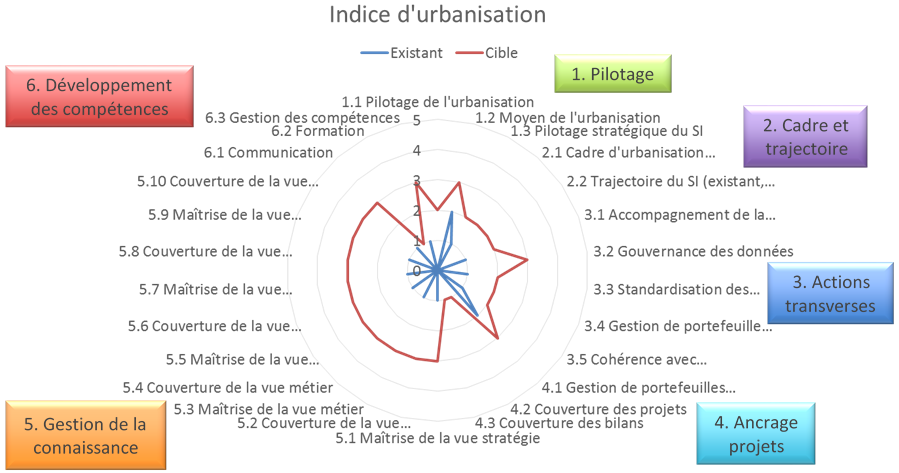 Indice d'urbanisation
Existant
Cible
1. Pilotage
6. Développement
des compétences
2. Cadre et
trajectoire
3. Actions
transverses
4. Ancrage
projets
5. Gestion de la
connaissance
1.1 Pilotage de l'urbanisation
1.2 Moyen de l'urbanisation
1.3 Pilotage stratégique du SI
2.1 Cadre d'urbanisation...
2.2 Trajectoire du SI (existant,...
3.1 Accompagnement de la...
3.2 Gouvernance des données
3.3 Standardisation des...
3.4 Gestion de portefeuille...
3.5 Cohérence avec...
4.1 Gestion de portefeuilles...
4.2 Couverture des projets
4.3 Couverture des bilans
5.1 Maîtrise de la vue stratégie
5.2 Couverture de la vue...
5.3 Maîtrise de la vue métier
5.4 Couverture de la vue métier
5.5 Maîtrise de la vue...
5.6 Couverture de la vue...
5.7 Maîtrise de la vue...
5.8 Couverture de la vue...
5.9 Maîtrise de la vue...
5.10 Couverture de la vue...
6.1 Communication
6.2 Formation
6.3 Gestion des compétences
5
4
3
2
1
0